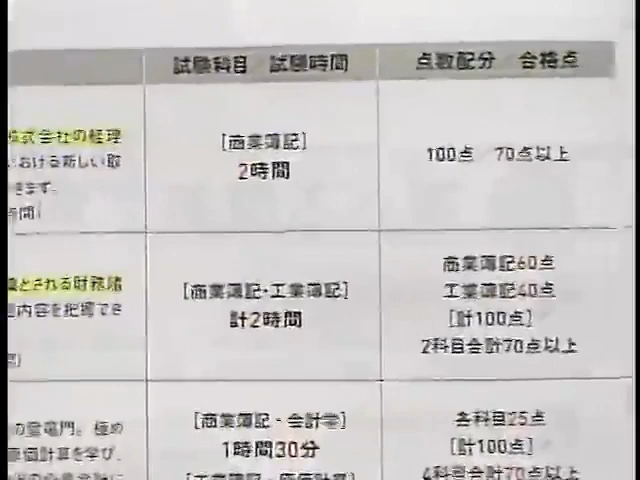 試験科目 試験時間
点数配分 合格点
株式会社の経理
おける新しい取
きます。
[商業簿記]
2時間
100点 70点以上
とされる財務諸
内容を把握でき
[商業簿記・工業簿記]
計2時間
商業簿記60点
工業簿記40点
[計100点]
2科目合計70点以上
の登竜門。極め
原価計算を学び、
[商業簿記・会計学]
1時間30分
[工業簿記・原価計算]
各科目25点
[計100点]
4科目合計70点以上